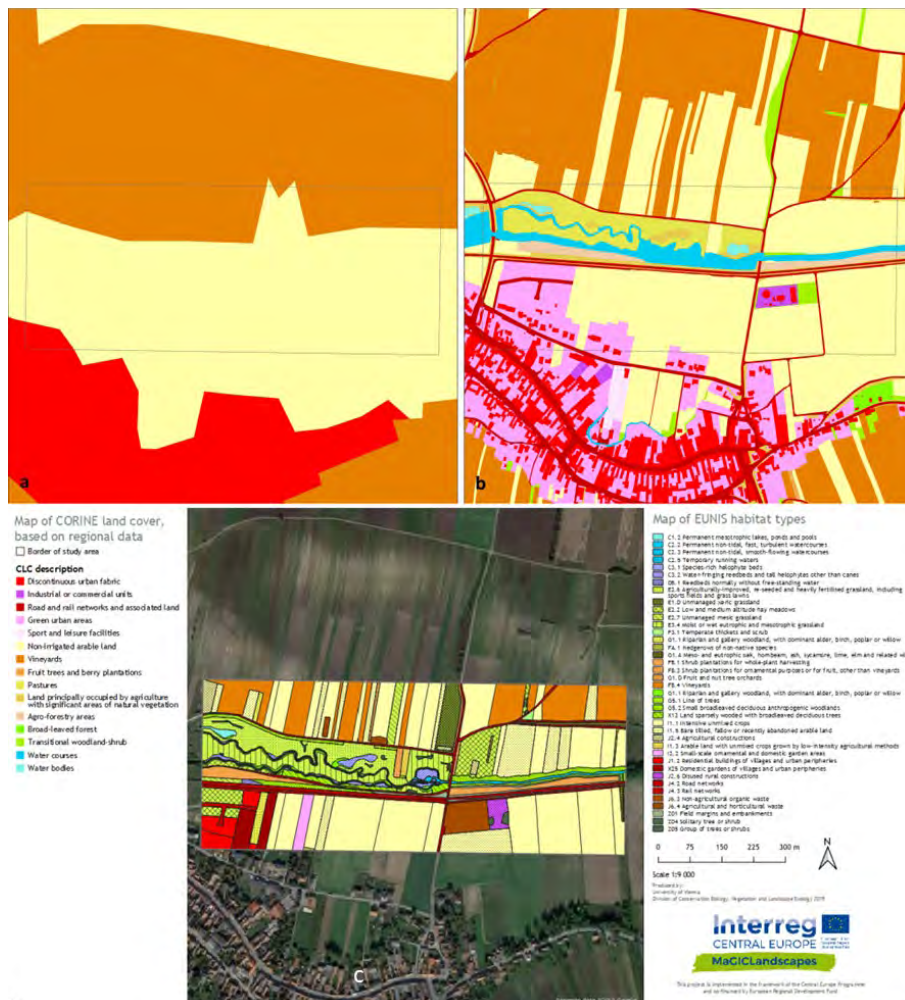 a
b
Map of CORINE land cover,
based on regional data
Border of study area
CLC description
Discontinuous urban fabric
Industrial or commercial units
Road and rail networks and associated land
Green urban areas
Sport and leisure facilities
Non-irrigated arable land
Vineyards
Fruit trees and berry plantations
Pastures
Land principally occupied by agriculture
with significant areas of natural vegetation
Agro-forestry areas
Broad-leaved forest
Transitional woodland-shrub
Water courses
Water bodies
C
Map of EUNIS habitat types
C1.2 Permanent mesotrophic lakes, ponds and pools
C2.2 Permanent non-tidal, fast, turbulent watercourses
C2.3 Permanent non-tidal, smooth-flowing watercourses
C2.5 Temporary running waters
C3.1 Species-rich helophyte beds
C3.2 Water-fringing reedbeds and tall helophytes other than canes
Reedbeds normally without free-standing water
E2.6 Agriculturally-improved, re-seeded and heavily fertilised grassland, including
sports fields and grass lawns
E1.D Unmanaged xeric grassland
E2.2 Low and medium altitude hay meadows
E2.7 Unmanaged mesic grassland
E3.4 Moist or wet eutrophic and mesotrophic grassland
F3.1 Temperate thickets and scrub
G1.1 Riparian and gallery woodland, with dominant alder, birch, poplar or willow
FA.1 Hedgerows of non-native species
G1.A Meso- and eutrophic oak, hornbeam, ash, sycamore, lime, elm and related
FB.1 Shrub plantations for whole-plant harvesting
FB.3 Shrub plantations for ornamental purposes or for fruit, other than vineyards
G1.D Fruit and nut tree orchards
FB.4 Vineyards
G1.1 Riparian and gallery woodland, with dominant alder, birch, poplar or willow
G5.1 Line of trees
G5.2 Small broadleaved deciduous anthropogenic woodlands
Land sparsely wooded with broadleaved deciduous trees
I1.1 Intensive unmixed crops
Bare tilled, fallow or recently abandoned arable land
J2.4 Agricultural constructions
I1.3 Arable land with unmixed crops grown by low-intensity agricultural methods
I2.2 Small-scale ornamental and domestic garden areas
J1.2 Residential buildings of villages and urban peripheries
X25 Domestic gardens of villages and urban peripheries
J2.6 Disused rural constructions
J4.2 Road networks
J4.3 Rail networks
J6.3 Non-agricultural organic waste
J6.4 Agricultural and horticultural waste
Field margins and embankments
Solitary tree or shrub
Group of trees or shrubs
0 75 150 225 300 m
N
Scale 1:9 000
Produced by:
University of Vienna
Division of Conservation Biology, Vegetation and Landscape Ecology 2019
Interreg
CENTRAL EUROPE
MaGICLandscapes
This project is implemented in the framework of the Central Europe Programme
and co-financed by European Regional Development Fund